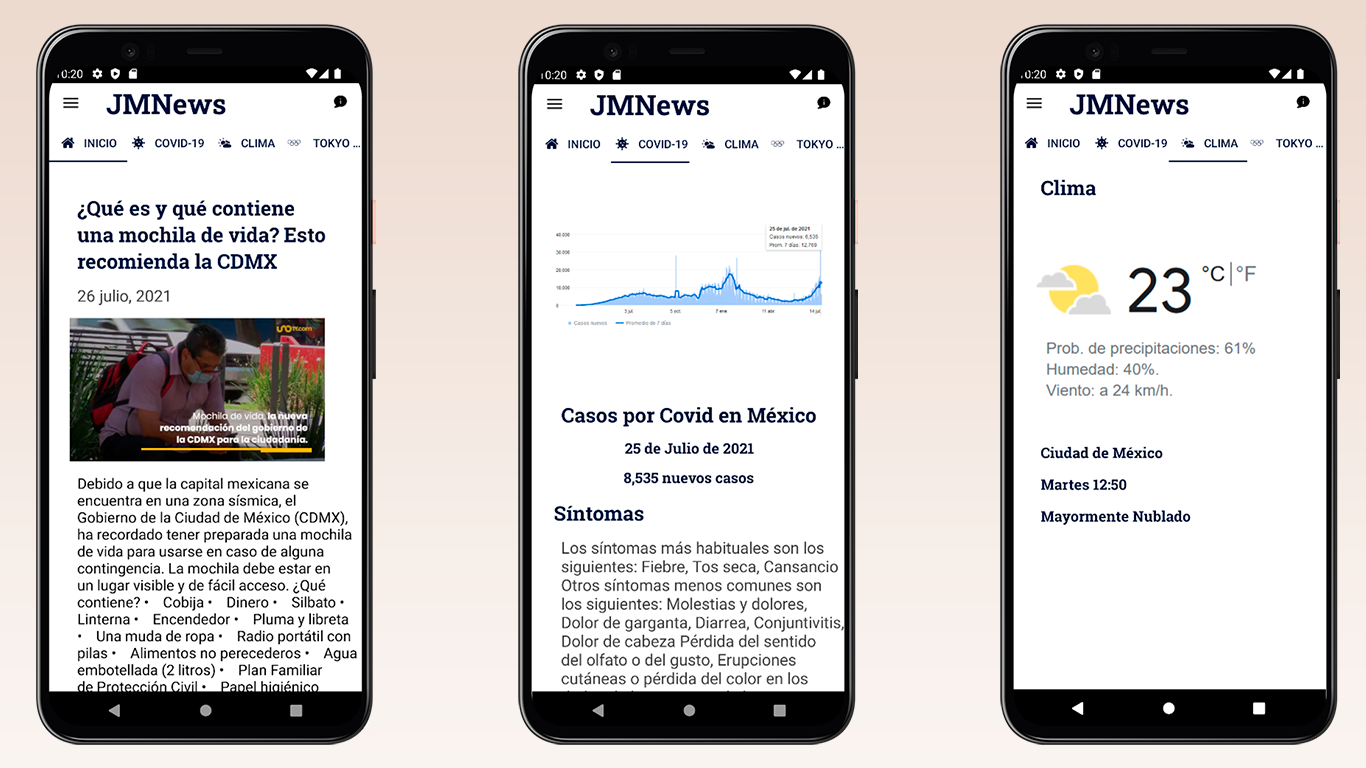 10:20
JMNews
INICIO COVID-19 CLIMA TOKYO ...
¿Qué es y qué contiene
una mochila de vida? Esto
recomienda la CDMX
26 julio, 2021
UNOTV.com
Mochila de vida, la nueva
recomendación del gobierno de
la CDMX para la ciudadanía.
Debido a que la capital mexicana se
encuentra en una zona sísmica, el
Gobierno de la Ciudad de México (CDMX),
ha recordado tener preparada una mochila
de vida para usarse en caso de alguna
contingencia. La mochila debe estar en
un lugar visible y de fácil acceso. ¿Qué
contiene? • Cobija • Dinero • Silbato •
Linterna • Encendedor • Pluma y libreta
• Una muda de ropa • Radio portátil con
pilas • Alimentos no perecederos • Agua
embotellada (2 litros) • Plan Familiar
de Protección Civil • Papel higiénico
10:20
JMNews
INICIO COVID-19 CLIMA TOKYO ...
25 de jul. de 2021
Casos nuevos: 8,535
Prom. 7 días: 12,769
40.000
30.000
20.000
10.000
0
3 jul. 5 oct. 7 ene. 11 abr. 14 jul.
Casos nuevos Promedio de 7 días
Casos por Covid en México
25 de Julio de 2021
8,535 nuevos casos
Síntomas
Los síntomas más habituales son los
siguientes: Fiebre, Tos seca, Cansancio
Otros síntomas menos comunes son
los siguientes: Molestias y dolores,
Dolor de garganta, Diarrea, Conjuntivitis,
Dolor de cabeza Pérdida del sentido
del olfato o del gusto, Erupciones
cutáneas o pérdida del color en los
10:20
JMNews
INICIO COVID-19 CLIMA TOKYO ...
Clima
23 °C | °F
Prob. de precipitaciones: 61%
Humedad: 40%.
Viento: a 24 km/h.
Ciudad de México
Martes 12:50
Mayormente Nublado